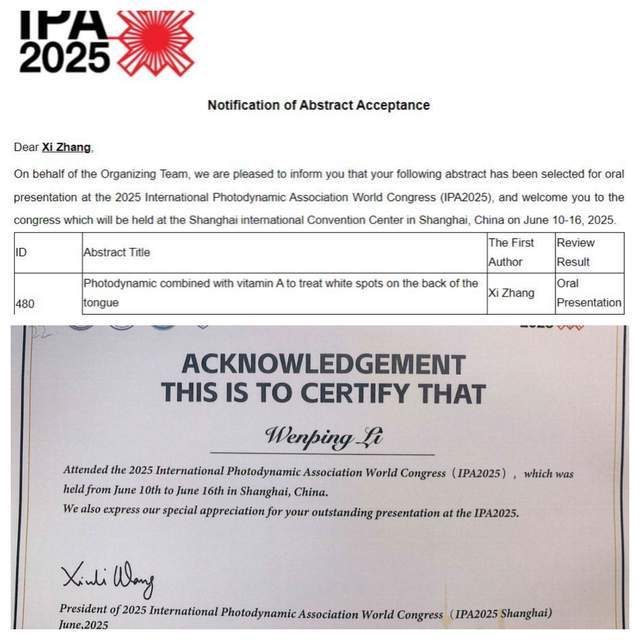 IPA
2025
Notification of Abstract Acceptance
Dear Xi Zhang,
On behalf of the Organizing Team, we are pleased to inform you that your following abstract has been selected for oral
presentation at the 2025 International Photodynamic Association World Congress (IPA2025), and welcome you to the
congress which will be held at the Shanghai international Convention Center in Shanghai, China on June 10-16, 2025.
ID Abstract Title The First Author Review Result
480 Photodynamic combined with vitamin A to treat white spots on the back of the tongue Xi Zhang Oral Presentation
ACKNOWLEDGEMENT
THIS IS TO CERTIFY THAT
Wenping Li
Attended the 2025 International Photodynamic Association World Congress (IPA2025) , which was
held from June 10th to June 16th in Shanghai, China.
We also express our special appreciation for your outstanding presentation at the IPA2025.
Xiuli Wang
President of 2025 International Photodynamic Association World Congress (IPA2025 Shanghai)
June,2025